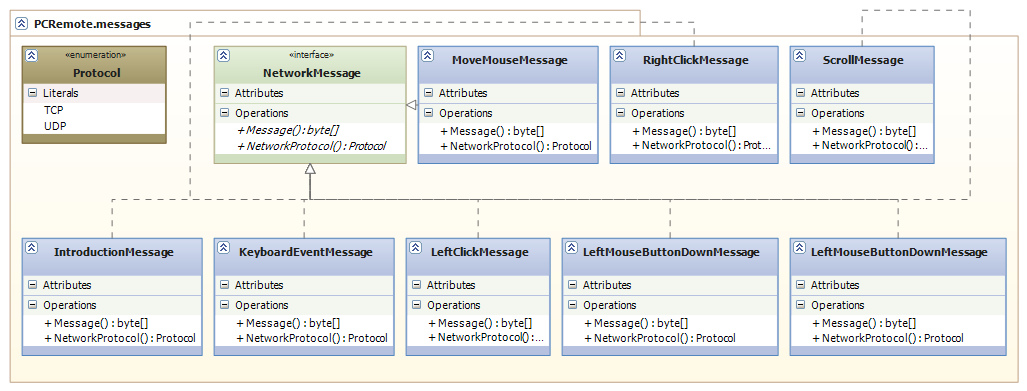 PCRemote.messages
«enumeration»
Protocol
Literals
TCP
UDP
«interface»
NetworkMessage
Attributes
Operations
+ Message() : byte[]
+ NetworkProtocol() : Protocol
MoveMouseMessage
Attributes
Operations
+ Message() : byte[]
+ NetworkProtocol() : Protocol
RightClickMessage
Attributes
Operations
+ Message() : byte[]
+ NetworkProtocol() : Prot...
ScrollMessage
Attributes
Operations
+ Message() : byte[]
+ NetworkProtocol() : ...
IntroductionMessage
Attributes
Operations
+ Message() : byte[]
+ NetworkProtocol() : Protocol
KeyboardEventMessage
Attributes
Operations
+ Message() : byte[]
+ NetworkProtocol() : Protocol
LeftClickMessage
Attributes
Operations
+ Message() : byte[]
+ NetworkProtocol() : ...
LeftMouseButtonDownMessage
Attributes
Operations
+ Message() : byte[]
+ NetworkProtocol() : Protocol
LeftMouseButtonDownMessage
Attributes
Operations
+ Message() : byte[]
+ NetworkProtocol() : Protocol